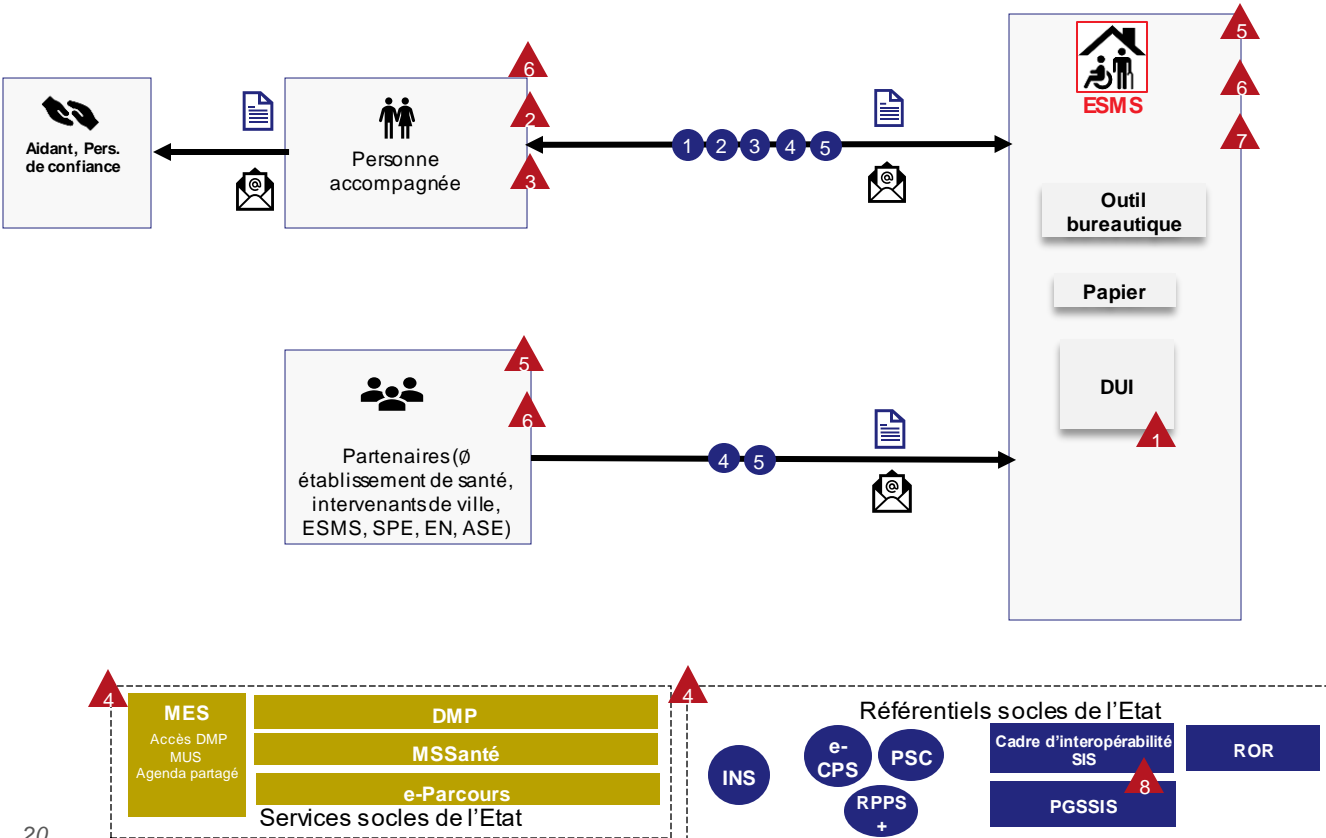 5
6
ESMS
7
6
2
3
Aidant, Pers.
de confiance
@
Personne
accompagnée
1 2 3 4 5
@
Outil
bureautique
Papier
DUI
1
5
6
Partenaires (Ø
établissement de santé,
intervenants de ville,
ESMS, SPE, EN, ASE)
4 5
@
4
MES
Accès DMP
MUS
Agenda partagé
DMP
MSSanté
e-Parcours
Services socles de l’Etat
4
Référentiels socles de l’Etat
INS
e-
CPS
PSC
RPPS
+
Cadre d’interopérabilité
SIS
8
PGSSIS
ROR
20